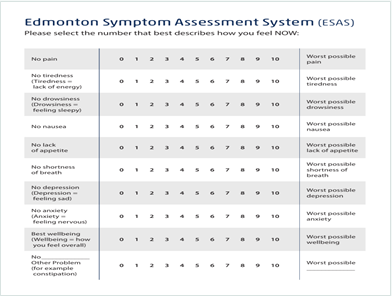 Edmonton Symptom Assessment System (ESAS)
Please select the number that best describes how you feel NOW:
No pain 0 1 2 3 4 5 6 7 8 9 10 Worst possible
pain
No tiredness
(Tiredness =
lack of energy) 0 1 2 3 4 5 6 7 8 9 10 Worst possible
tiredness
No drowsiness
(Drowsiness =
feeling sleepy) 0 1 2 3 4 5 6 7 8 9 10 Worst possible
drowsiness
No nausea 0 1 2 3 4 5 6 7 8 9 10 Worst possible
nausea
No lack
of appetite 0 1 2 3 4 5 6 7 8 9 10 Worst possible
lack of appetite
No shortness
of breath 0 1 2 3 4 5 6 7 8 9 10 Worst possible
shortness of
breath
No depression
(Depression =
feeling sad) 0 1 2 3 4 5 6 7 8 9 10 Worst possible
depression
No anxiety
(Anxiety =
feeling nervous) 0 1 2 3 4 5 6 7 8 9 10 Worst possible
anxiety
Best wellbeing
(Wellbeing = how
you feel overall) 0 1 2 3 4 5 6 7 8 9 10 Worst possible
wellbeing
No____________
Other Problem
(for example
constipation) 0 1 2 3 4 5 6 7 8 9 10 Worst possible
____________